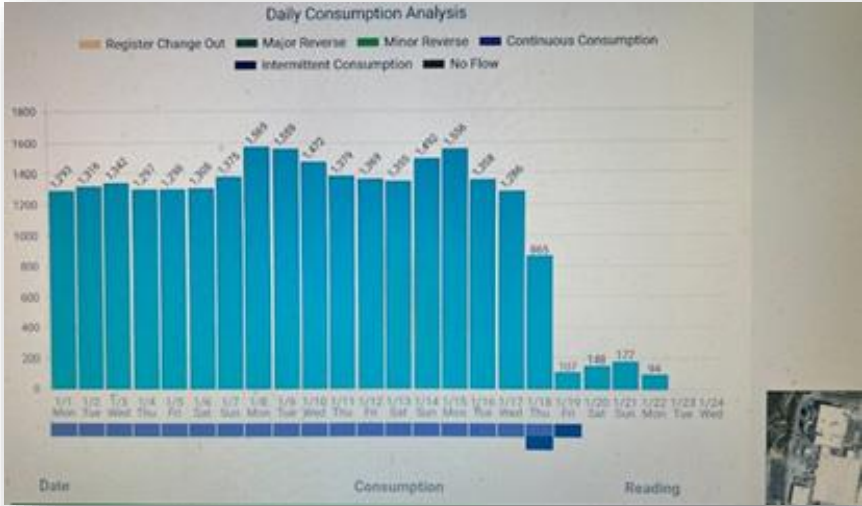 Daily Consumption Analysis
Register Change Out Major Reverse Minor Reverse Continuous Consumption
Intermittent Consumption No Flow
1800
1600
1400
1200
1000
800
600
400
200
0
1,293 1,316 1,342 1,297 1,298 1,308 1,375 1,569 1,559 1,472 1,379 1,369 1,355 1,492 1,556 1,358 1,286 865 107 148 177 94
1/1 1/2 1/3 1/4 1/5 1/6 1/7 1/8 1/9 1/10 1/11 1/12 1/13 1/14 1/15 1/16 1/17 1/18 1/19 1/20 1/21 1/22 1/23 1/24
Mon Tue Wed Thu Fri Sat Sun Mon Tue Wed Thu Fri Sat Sun Mon Tue Wed Thu Fri Sat Sun Mon Tue Wed
Date Consumption Reading